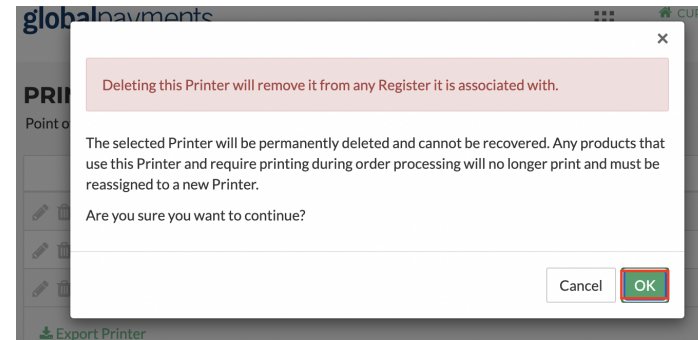 globalpayments
CUR
×
Deleting this Printer will remove it from any Register it is associated with.
PRI
Point o
The selected Printer will be permanently deleted and cannot be recovered. Any products that
use this Printer and require printing during order processing will no longer print and must be
reassigned to a new Printer.
Are you sure you want to continue?
Cancel
OK
Export Printer